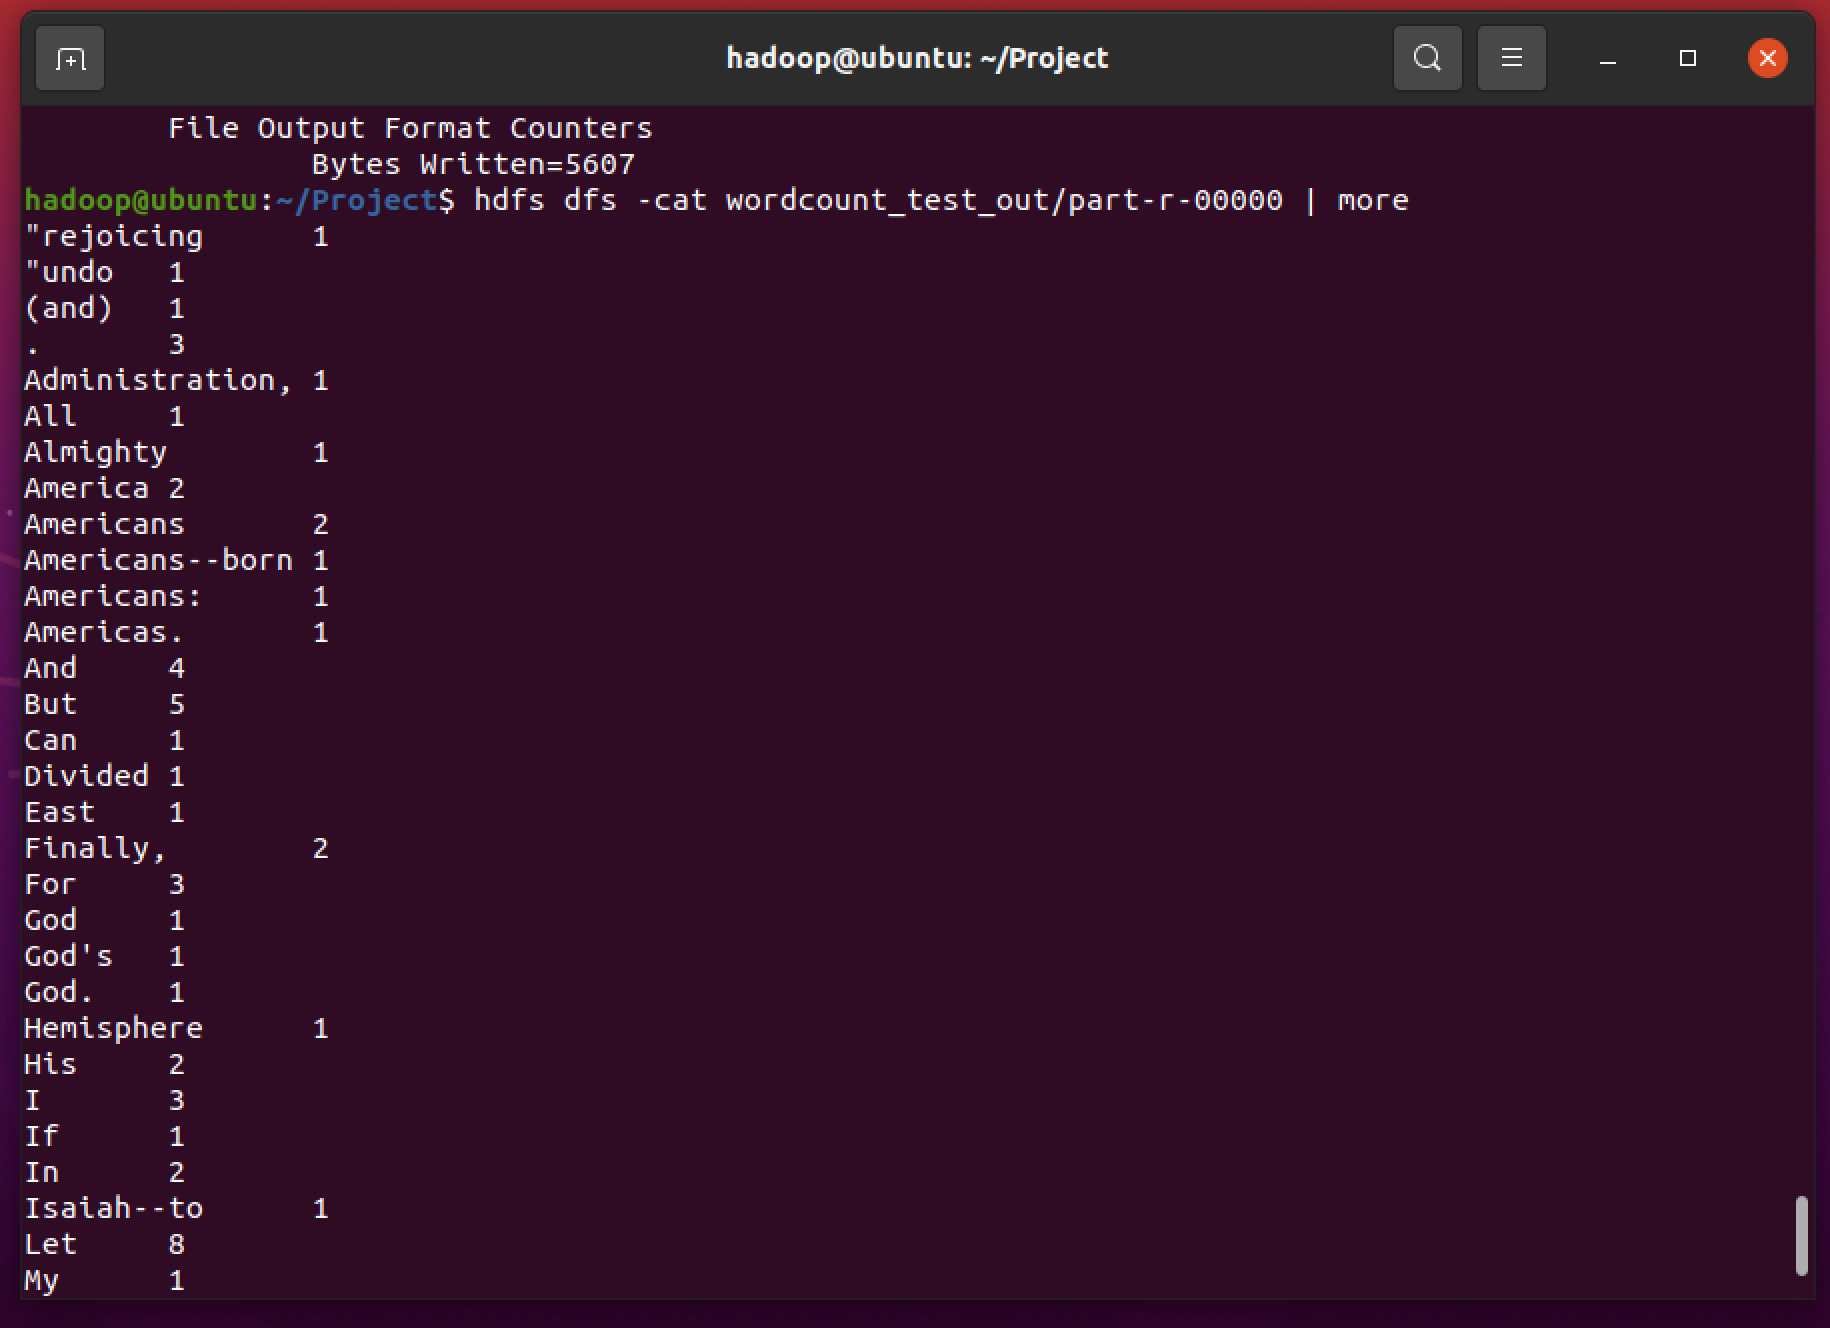 hadoop@ubuntu: ~/Project
File Output Format Counters
Bytes Written=5607
hadoop@ubuntu:~/Project$ hdfs dfs -cat wordcount_test_out/part-r-00000 | more
"rejoicing 1
"undo 1
(and) 1
. 3
Administration, 1
All 1
Almighty 1
America 2
Americans 2
Americans--born 1
Americans: 1
Americas. 1
And 4
But 5
Can 1
Divided 1
East 1
Finally, 2
For 3
God 1
God's 1
God. 1
Hemisphere 1
His 2
I 3
If 1
In 2
Isaiah--to 1
Let 8
My 1